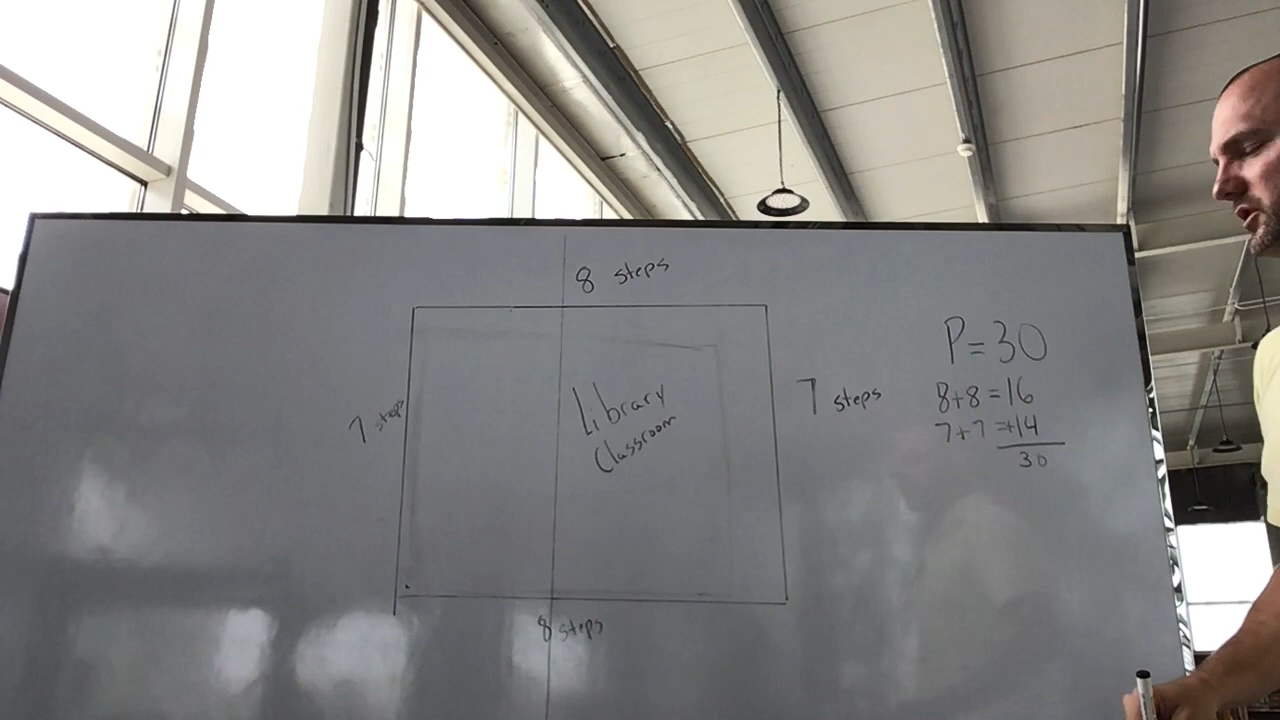 8 steps
7 steps
Library
Classroom
7 steps
8 steps
P=30
8+8=16
7+7=+14
30